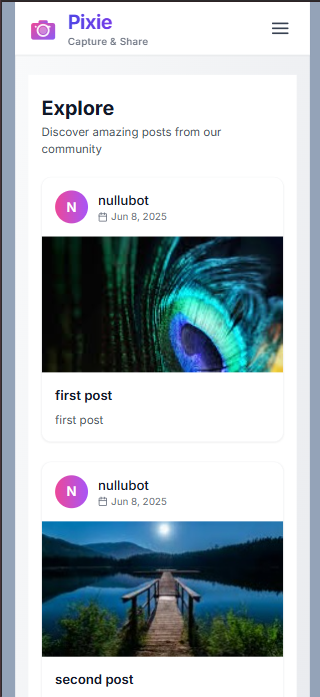 Pixie
Capture & Share
Explore
Discover amazing posts from our
community
N
nullubot
Jun 8, 2025
first post
first post
N
nullubot
Jun 8, 2025
second post